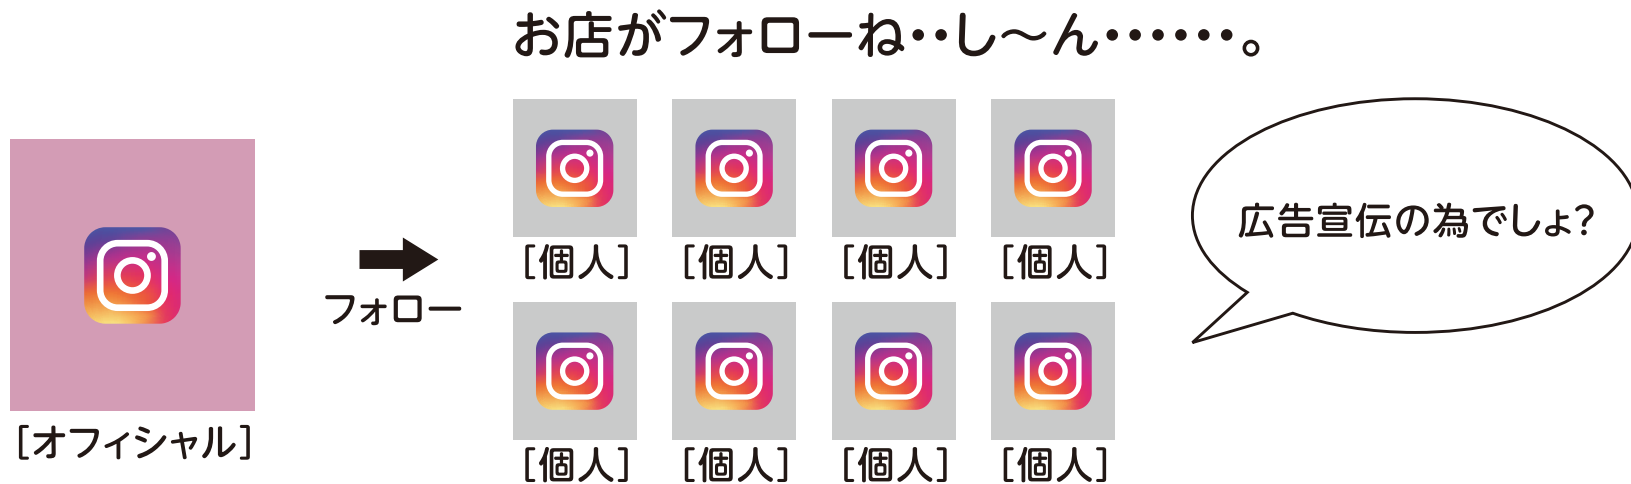 お店がフォローね‥し〜ん‥‥‥。
広告宣伝の為でしょ?
[オフィシャル]
フォロー
[個人] [個人] [個人] [個人]
[個人] [個人] [個人] [個人]